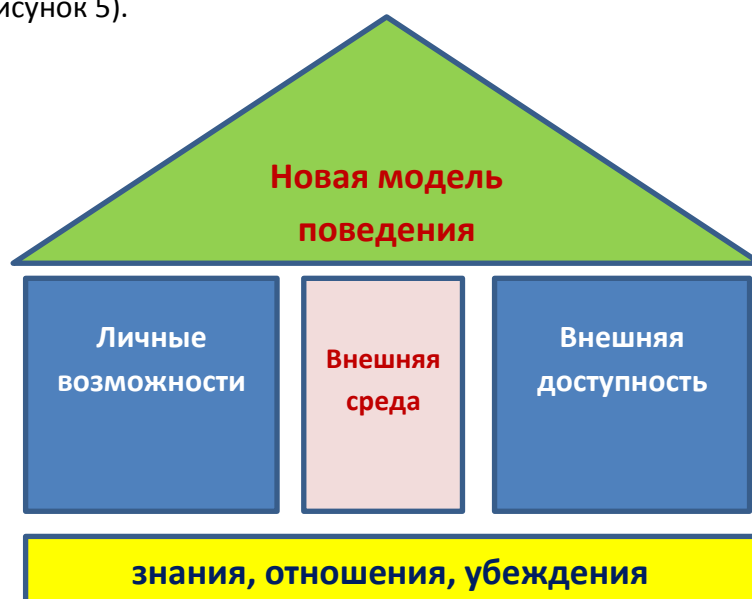 исунок 5).
Новая модель
поведения
Личные
возможности
Внешняя
среда
Внешняя
доступность
знания, отношения, убеждения